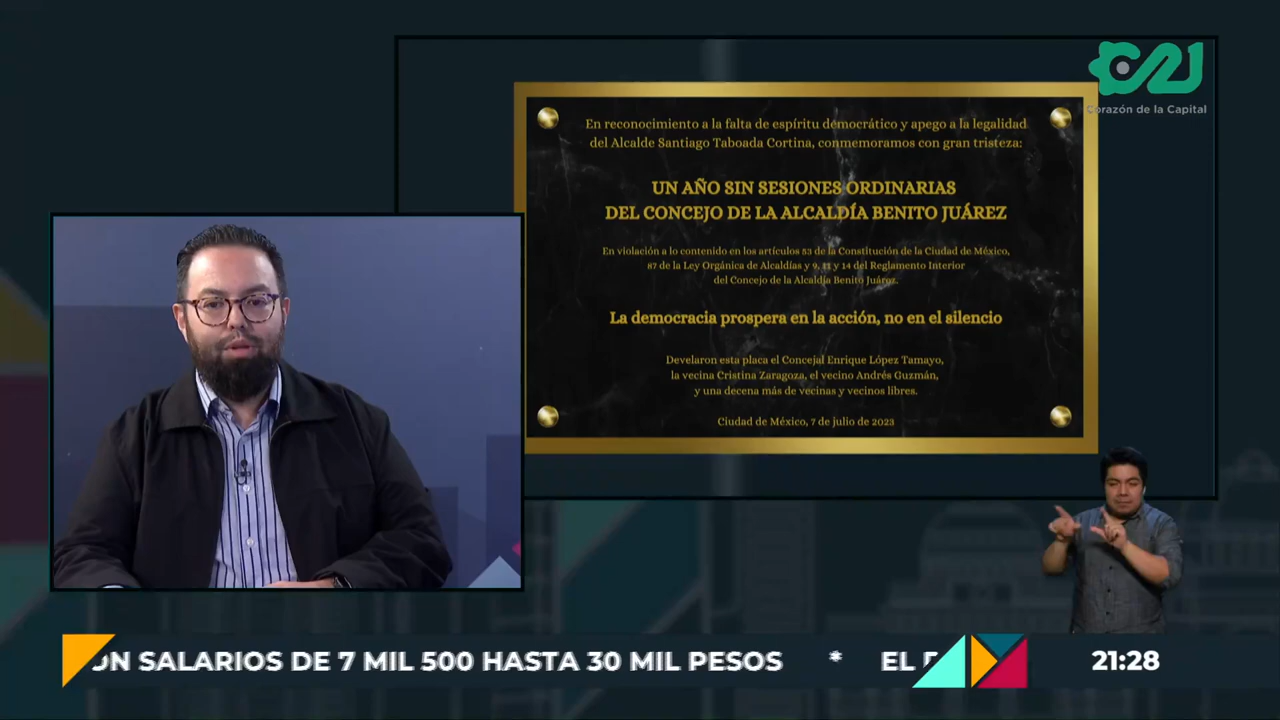 C21
Corazón de la Capital
En reconocimiento a la falta de espíritu democrático y apego a la legalidad
del Alcalde Santiago Taboada Cortina, conmemoramos con gran tristeza:
UN AÑO SIN SESIONES ORDINARIAS
DEL CONCEJO DE LA ALCALDÍA BENITO JUÁREZ
En violación a lo contenido en los artículos 53 de la Constitución de la Ciudad de México,
87 de la Ley Orgánica de Alcaldías y 9, 11 y 14 del Reglamento Interior
del Concejo de la Alcaldía Benito Juároz.
La democracia prospera en la acción, no en el silencio
Develaron esta placa el Concejal Enrique López Tamayo,
la vecina Cristina Zaragoza, el vecino Andrés Guzmán,
y una decena más de vecinas y vecinos libres.
Ciudad de México, 7 de julio de 2023
ON SALARIOS DE 7 MIL 500 HASTA 30 MIL PESOS * EL
21:28